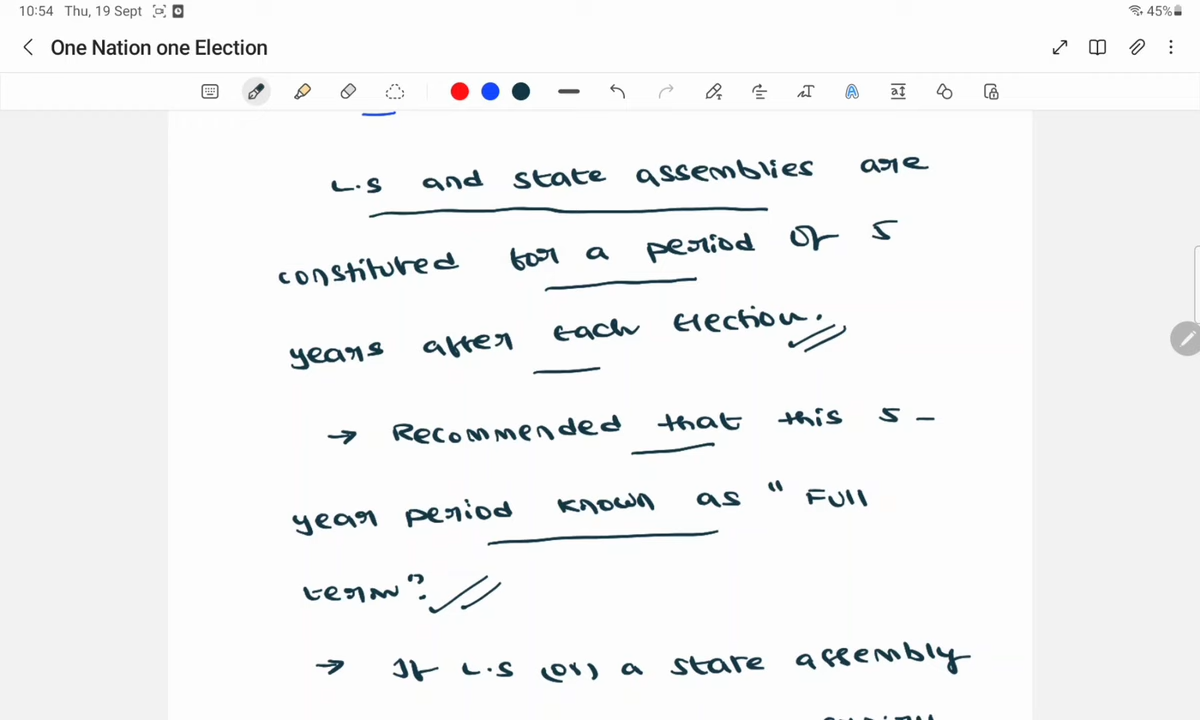 10:54 Thu, 19 Sept 45%
One Nation one Election
L.S and state assemblies are
constituted for a period of 5
years after each election.
→ Recommended that this 5-
year period known as "Full
term".
→ If L.S (or) a state assembly